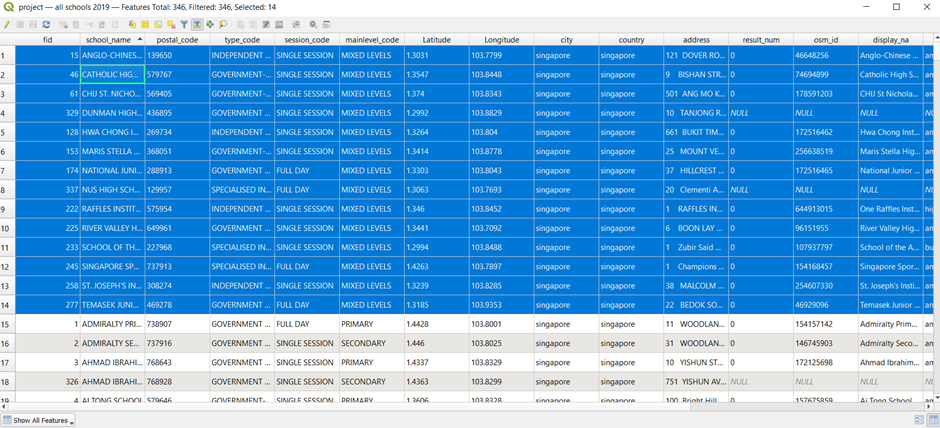 project — all schools 2019 — Features Total: 346, Filtered: 346, Selected: 14
fid school_name postal_code type_code session_code mainlevel_code Latitude Longitude city country address result_num osm_id display_na
1 15 ANGLO-CHINES... 139650 INDEPENDENT ... SINGLE SESSION MIXED LEVELS 1.3031 103.7799 singapore singapore 121 DOVER RO... 0 46648256 Anglo-Chinese ... am
2 46 CATHOLIC HIG... 579767 GOVERNMENT-... SINGLE SESSION MIXED LEVELS 1.3547 103.8448 singapore singapore 9 BISHAN STR... 0 74694899 Catholic High S... am
3 61 CHIJ ST. NICHO... 569405 GOVERNMENT-... SINGLE SESSION MIXED LEVELS 1.374 103.8343 singapore singapore 501 ANG MO K... 0 178591203 CHIJ St Nichola... am
4 329 DUNMAN HIGH... 436895 GOVERNMENT ... SINGLE SESSION MIXED LEVELS 1.2992 103.8829 singapore singapore 10 TANJONG R... NULL NULL NULL
5 128 HWA CHONG I... 269734 INDEPENDENT ... SINGLE SESSION MIXED LEVELS 1.3264 103.804 singapore singapore 661 BUKIT TIM... 0 172516462 Hwa Chong Inst... am
6 153 MARIS STELLA ... 368051 GOVERNMENT-... SINGLE SESSION MIXED LEVELS 1.3414 103.8778 singapore singapore 25 MOUNT VE... 0 256638519 Maris Stella Hig... am
7 174 NATIONAL JUNI... 288913 GOVERNMENT ... FULL DAY MIXED LEVELS 1.3303 103.8043 singapore singapore 37 HILLCREST ... 0 172516465 National Junior ... am
8 337 NUS HIGH SCH... 129957 SPECIALISED IN... FULL DAY MIXED LEVELS 1.3063 103.7693 singapore singapore 20 Clementi A... NULL NULL NULL
9 222 RAFFLES INSTIT... 575954 INDEPENDENT ... SINGLE SESSION MIXED LEVELS 1.346 103.8452 singapore singapore 1 RAFFLES IN... 0 644913015 One Raffles Inst... hig
10 225 RIVER VALLEY H... 649961 GOVERNMENT ... SINGLE SESSION MIXED LEVELS 1.3441 103.7092 singapore singapore 6 BOON LAY ... 0 96151955 River Valley Hig... am
11 233 SCHOOL OF TH... 227968 SPECIALISED IN... SINGLE SESSION MIXED LEVELS 1.2994 103.8488 singapore singapore 1 Zubir Said ... 0 107937797 School of the A... bu
12 245 SINGAPORE SP... 737913 SPECIALISED IN... FULL DAY MIXED LEVELS 1.4263 103.7897 singapore singapore 1 Champions ... 0 154168457 Singapore Spor... am
13 258 ST. JOSEPH'S I... 308274 INDEPENDENT ... SINGLE SESSION MIXED LEVELS 1.3239 103.8285 singapore singapore 38 MALCOLM ... 0 254607330 St. Joseph's Insti... am
14 277 TEMASEK JUNI... 469278 GOVERNMENT ... FULL DAY MIXED LEVELS 1.3185 103.9353 singapore singapore 22 BEDOK SO... 0 46929096 Temasek Junior ... am
15 1 ADMIRALTY PRI... 738907 GOVERNMENT ... FULL DAY PRIMARY 1.4428 103.8001 singapore singapore 11 WOODLAN... 0 154157142 Admiralty Prim... am
16 2 ADMIRALTY SE... 737916 GOVERNMENT ... SINGLE SESSION SECONDARY 1.446 103.8025 singapore singapore 31 WOODLAN... 0 146745903 Admiralty Seco... am
17 3 AHMAD IBRAHI... 768643 GOVERNMENT ... SINGLE SESSION PRIMARY 1.4337 103.8329 singapore singapore 10 YISHUN ST... 0 172125698 Ahmad Ibrahim... am
18 326 AHMAD IBRAHI... 768928 GOVERNMENT ... SINGLE SESSION SECONDARY 1.4363 103.8299 singapore singapore 751 YISHUN AV... NULL NULL NULL
19 4 AI TONG SCHOOL 579646 GOVERNMENT-... SINGLE SESSION PRIMARY 1.3606 103.8328 singapore singapore 100 Bright Hill ... 0 157675859 Ai Tong School ... am
Show All Features